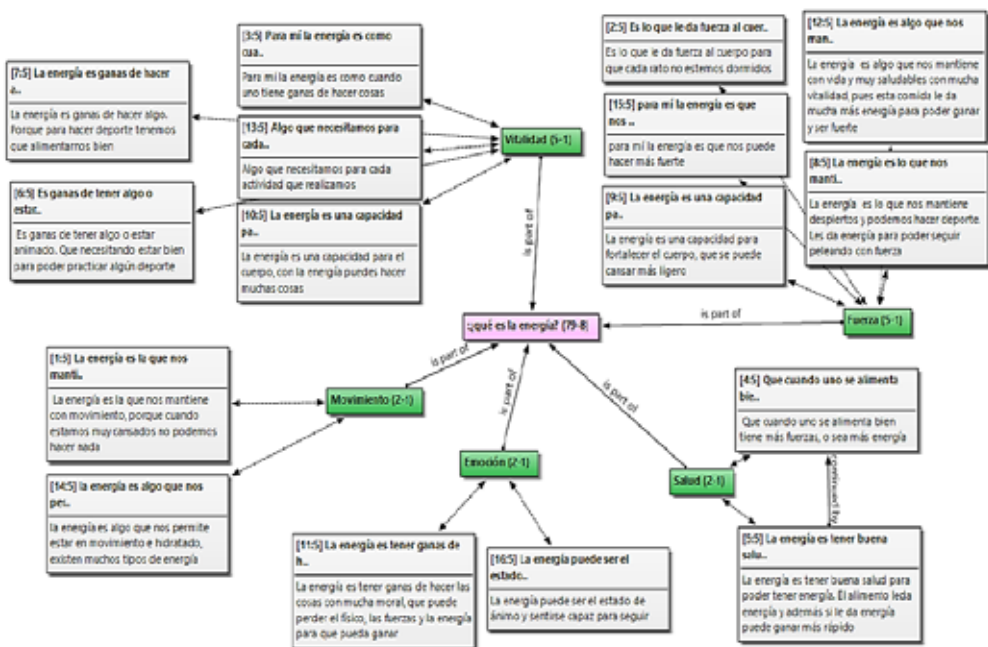 [3:5] Para mí la energía es como
cua..
Para mi la energía es como cuando
uno tiene ganas de hacer cosas
[7:5] La energía es ganas de hacer
a..
La energía es ganas de hacer algo.
Porque para hacer deporte tenemos
que alimentarnos bien
[13:5] Algo que necesitamos para
cada..
Algo que necesitamos para cada
actividad que realizamos
[6:5] Es ganas de tener algo o
estar..
Es ganas de tener algo o estar
animado. Que necesitando estar bien
para poder practicar algún deporte
[10:5] La energía es una capacidad
pa..
La energía es una capacidad para el
cuerpo, con la energía puedes hacer
muchas cosas
Vitalidad (5-1)
is part of
[2:5] Es lo que le da fuerza al cuer..
Es lo que le da fuerza al cuerpo para
que cada rato no estemos dormidos
[12:5] La energía es algo que nos
man..
La energía es algo que nos mantiene
con vida y muy saludables con mucha
vitalidad, pues esta comida le da
mucha más energía para poder ganar
y ser fuerte
[15:5] para mí la energía es que
nos ..
para mí la energía es que nos puede
hacer más fuerte
[8:5] La energía es lo que nos
manti..
La energía es lo que nos mantiene
despiertos y podemos hacer deporte.
Les da energía para poder seguir
peleando con fuerza
[9:5] La energía es una capacidad
pa..
La energía es una capacidad para
fortalecer el cuerpo, que se puede
cansar más ligero
Fuerza (5-1)
is part of
¿qué es la energía? (79-8)
is part of
is part of
is part of
[1:5] La energía es la que nos
manti..
La energía es la que nos mantiene
con movimiento, porque cuando
estamos muy cansados no podemos
hacer nada
Movimiento (2-1)
[14:5] la energía es algo que nos
per..
la energía es algo que nos permite
estar en movimiento e hidratado,
existen muchos tipos de energía
Emoción (2-1)
[11:5] La energía es tener ganas de
h..
La energía es tener ganas de hacer las
cosas con mucha moral, que puede
perder el físico, las fuerzas y la energía
para que pueda ganar
[16:5] La energía puede ser el
estado..
La energía puede ser el estado de
ánimo y sentirse capaz para seguir
[4:5] Que cuando uno se alimenta
bie..
Que cuando uno se alimenta bien
tiene más fuerzas, o sea más energía
Salud (2-1)
continued by
[5:5] La energía es tener buena
salu..
La energía es tener buena salud para
poder tener energía. Él alimento leda
energía y además si le da energía
puede ganar más rápido